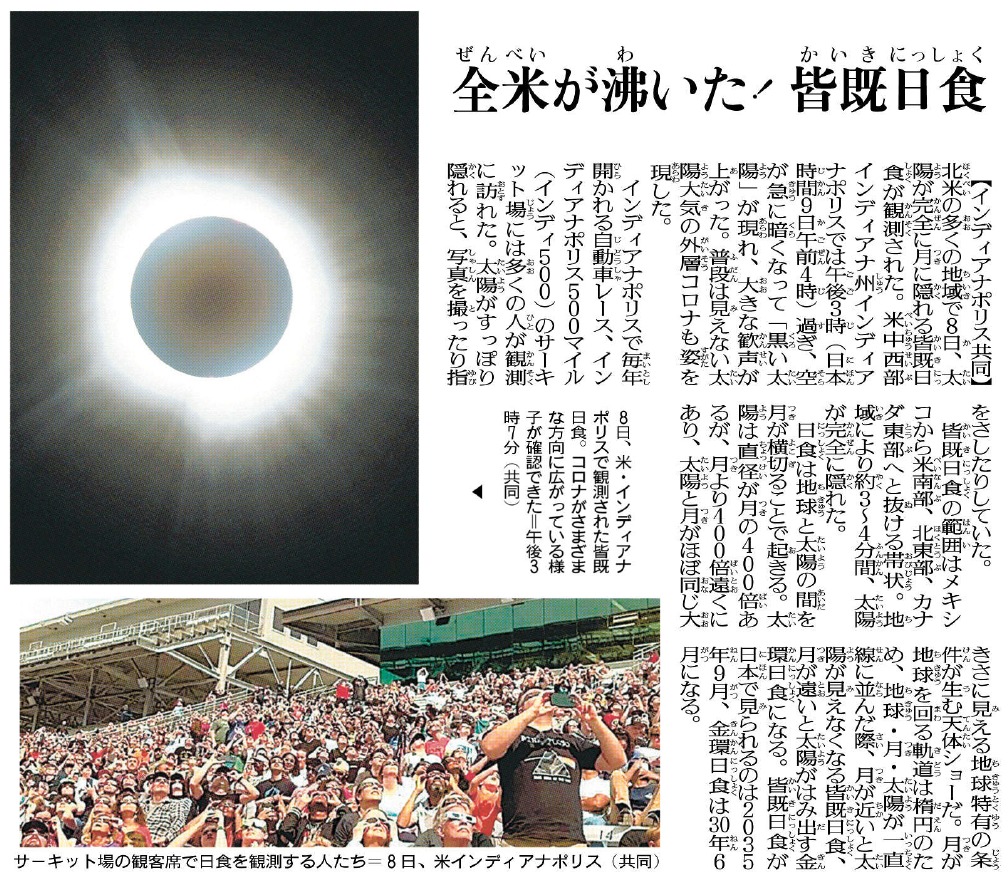 全米が沸いた！ 皆既日食
【インディアナポリス共同】
北米の多くの地域で8日、太
陽が完全に月に隠れる皆既日
食が観測された。米中西部
インディアナ州インディア
ナポリスでは午後3時（日本
時間9日午前4時）過ぎ、空
が急に暗くなって「黒い太
陽」が現れ、大きな歓声が
上がった。普段は見えない太
陽大気の外層コロナも姿を
現した。
インディアナポリスで毎年
開かれる自動車レース、イン
ディアナポリス500マイル
（インディ500）のサーキ
ット場には多くの人が観測
に訪れた。太陽がすっぽり
隠れると、写真を撮ったり指
をさしたりしていた。
皆既日食の範囲はメキシ
コから米南部、北東部、カナ
ダ東部へと抜ける帯状。地
域により約3〜4分間、太陽
が完全に隠れた。
日食は地球と太陽の間を
月が横切ることで起きる。太
陽は直径が月の400倍あ
るが、月より400倍遠くに
あり、太陽と月がほぼ同じ大
きさに見える地球特有の条
件が生む天体ショーだ。月が
地球を回る軌道は楕円のた
め、地球・月・太陽が一直
線に並んだ際、月が近いと太
陽が見えなくなる皆既日食、
月が遠いと太陽がはみ出す金
環日食になる。皆既日食が
日本で見られるのは2035
年9月、金環日食は30年6
月になる。
8日、米・インディアナ
ポリスで観測された皆既
日食。コロナがさまざま
な方向に広がっている様
子が確認できた＝午後3
時7分（共同）
サーキット場の観客席で日食を観測する人たち＝8日、米インディアナポリス（共同）